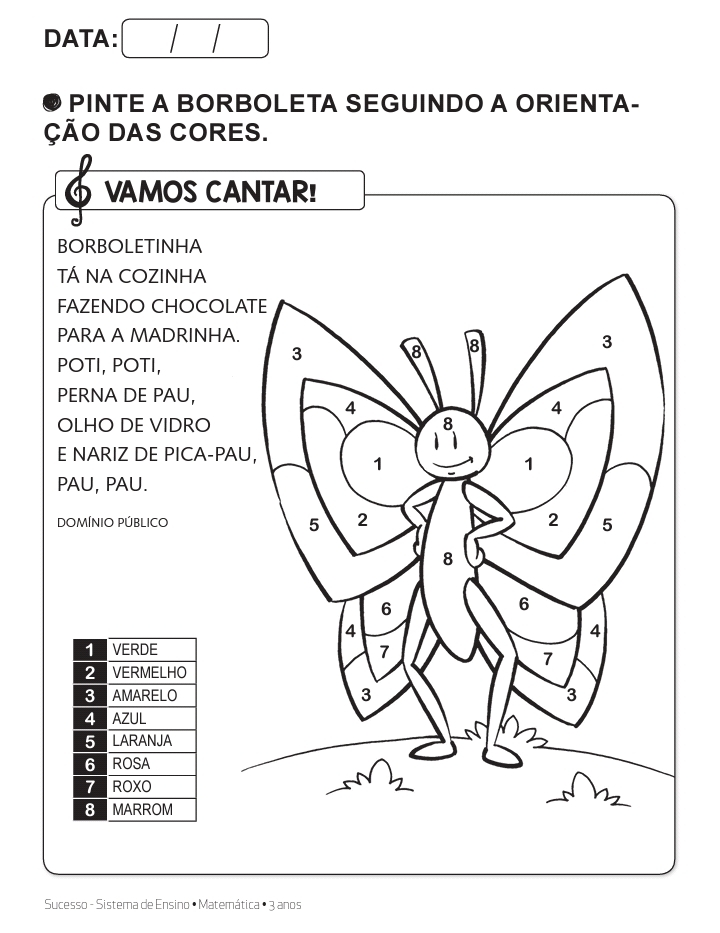 DATA: / /
PINTE A BORBOLETA SEGUINDO A ORIENTA-
ÇÃO DAS CORES.
VAMOS CANTAR!
BORBOLETINHA
TÁ NA COZINHA
FAZENDO CHOCOLATE
PARA A MADRINHA.
POTI, POTI,
PERNA DE PAU,
OLHO DE VIDRO
E NARIZ DE PICA-PAU,
PAU, PAU.
DOMÍNIO PÚBLICO
3
3
8
8
4
8
4
1
1
5
2
2
5
8
6
6
4
4
7
7
3
3
1 VERDE
2 VERMELHO
3 AMARELO
4 AZUL
5 LARANJA
6 ROSA
7 ROXO
8 MARROM
Sucesso - Sistema de Ensino • Matemática • 3 anos